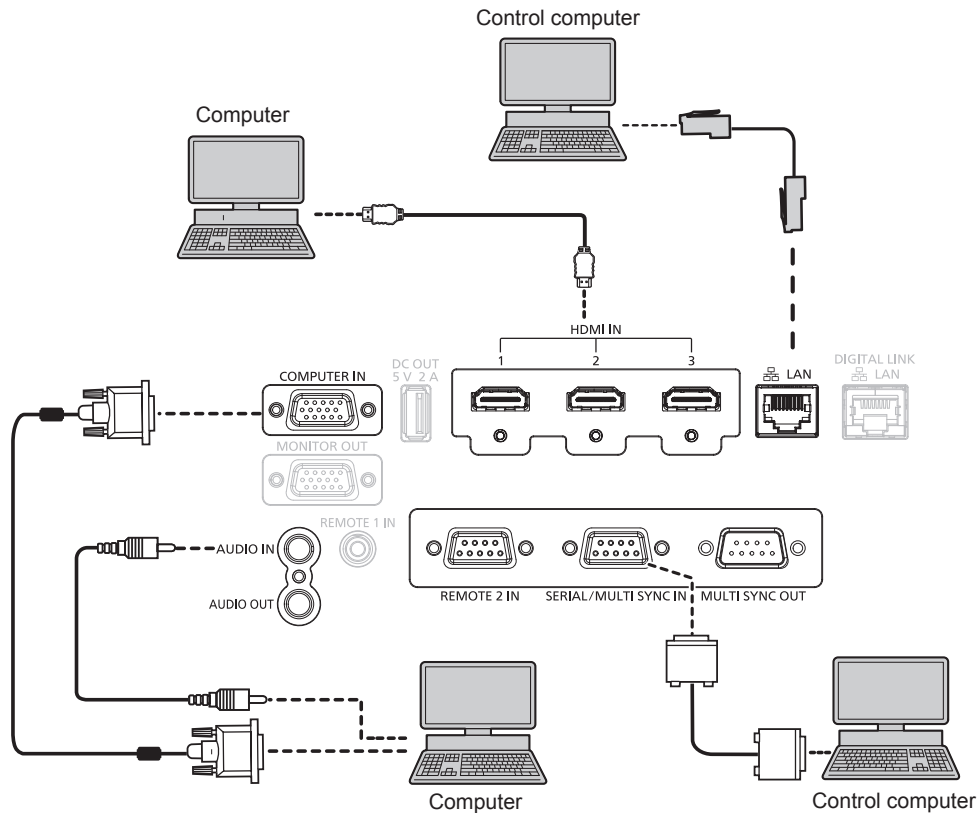 Control computer
Computer
HDMI IN
1 2 3
DC OUT
5 V 2 A
COMPUTER IN
LAN
DIGITAL LINK
LAN
MONITOR OUT
REMOTE 1 IN
AUDIO IN
AUDIO OUT
REMOTE 2 IN
SERIAL/MULTI SYNC IN
MULTI SYNC OUT
Computer
Control computer